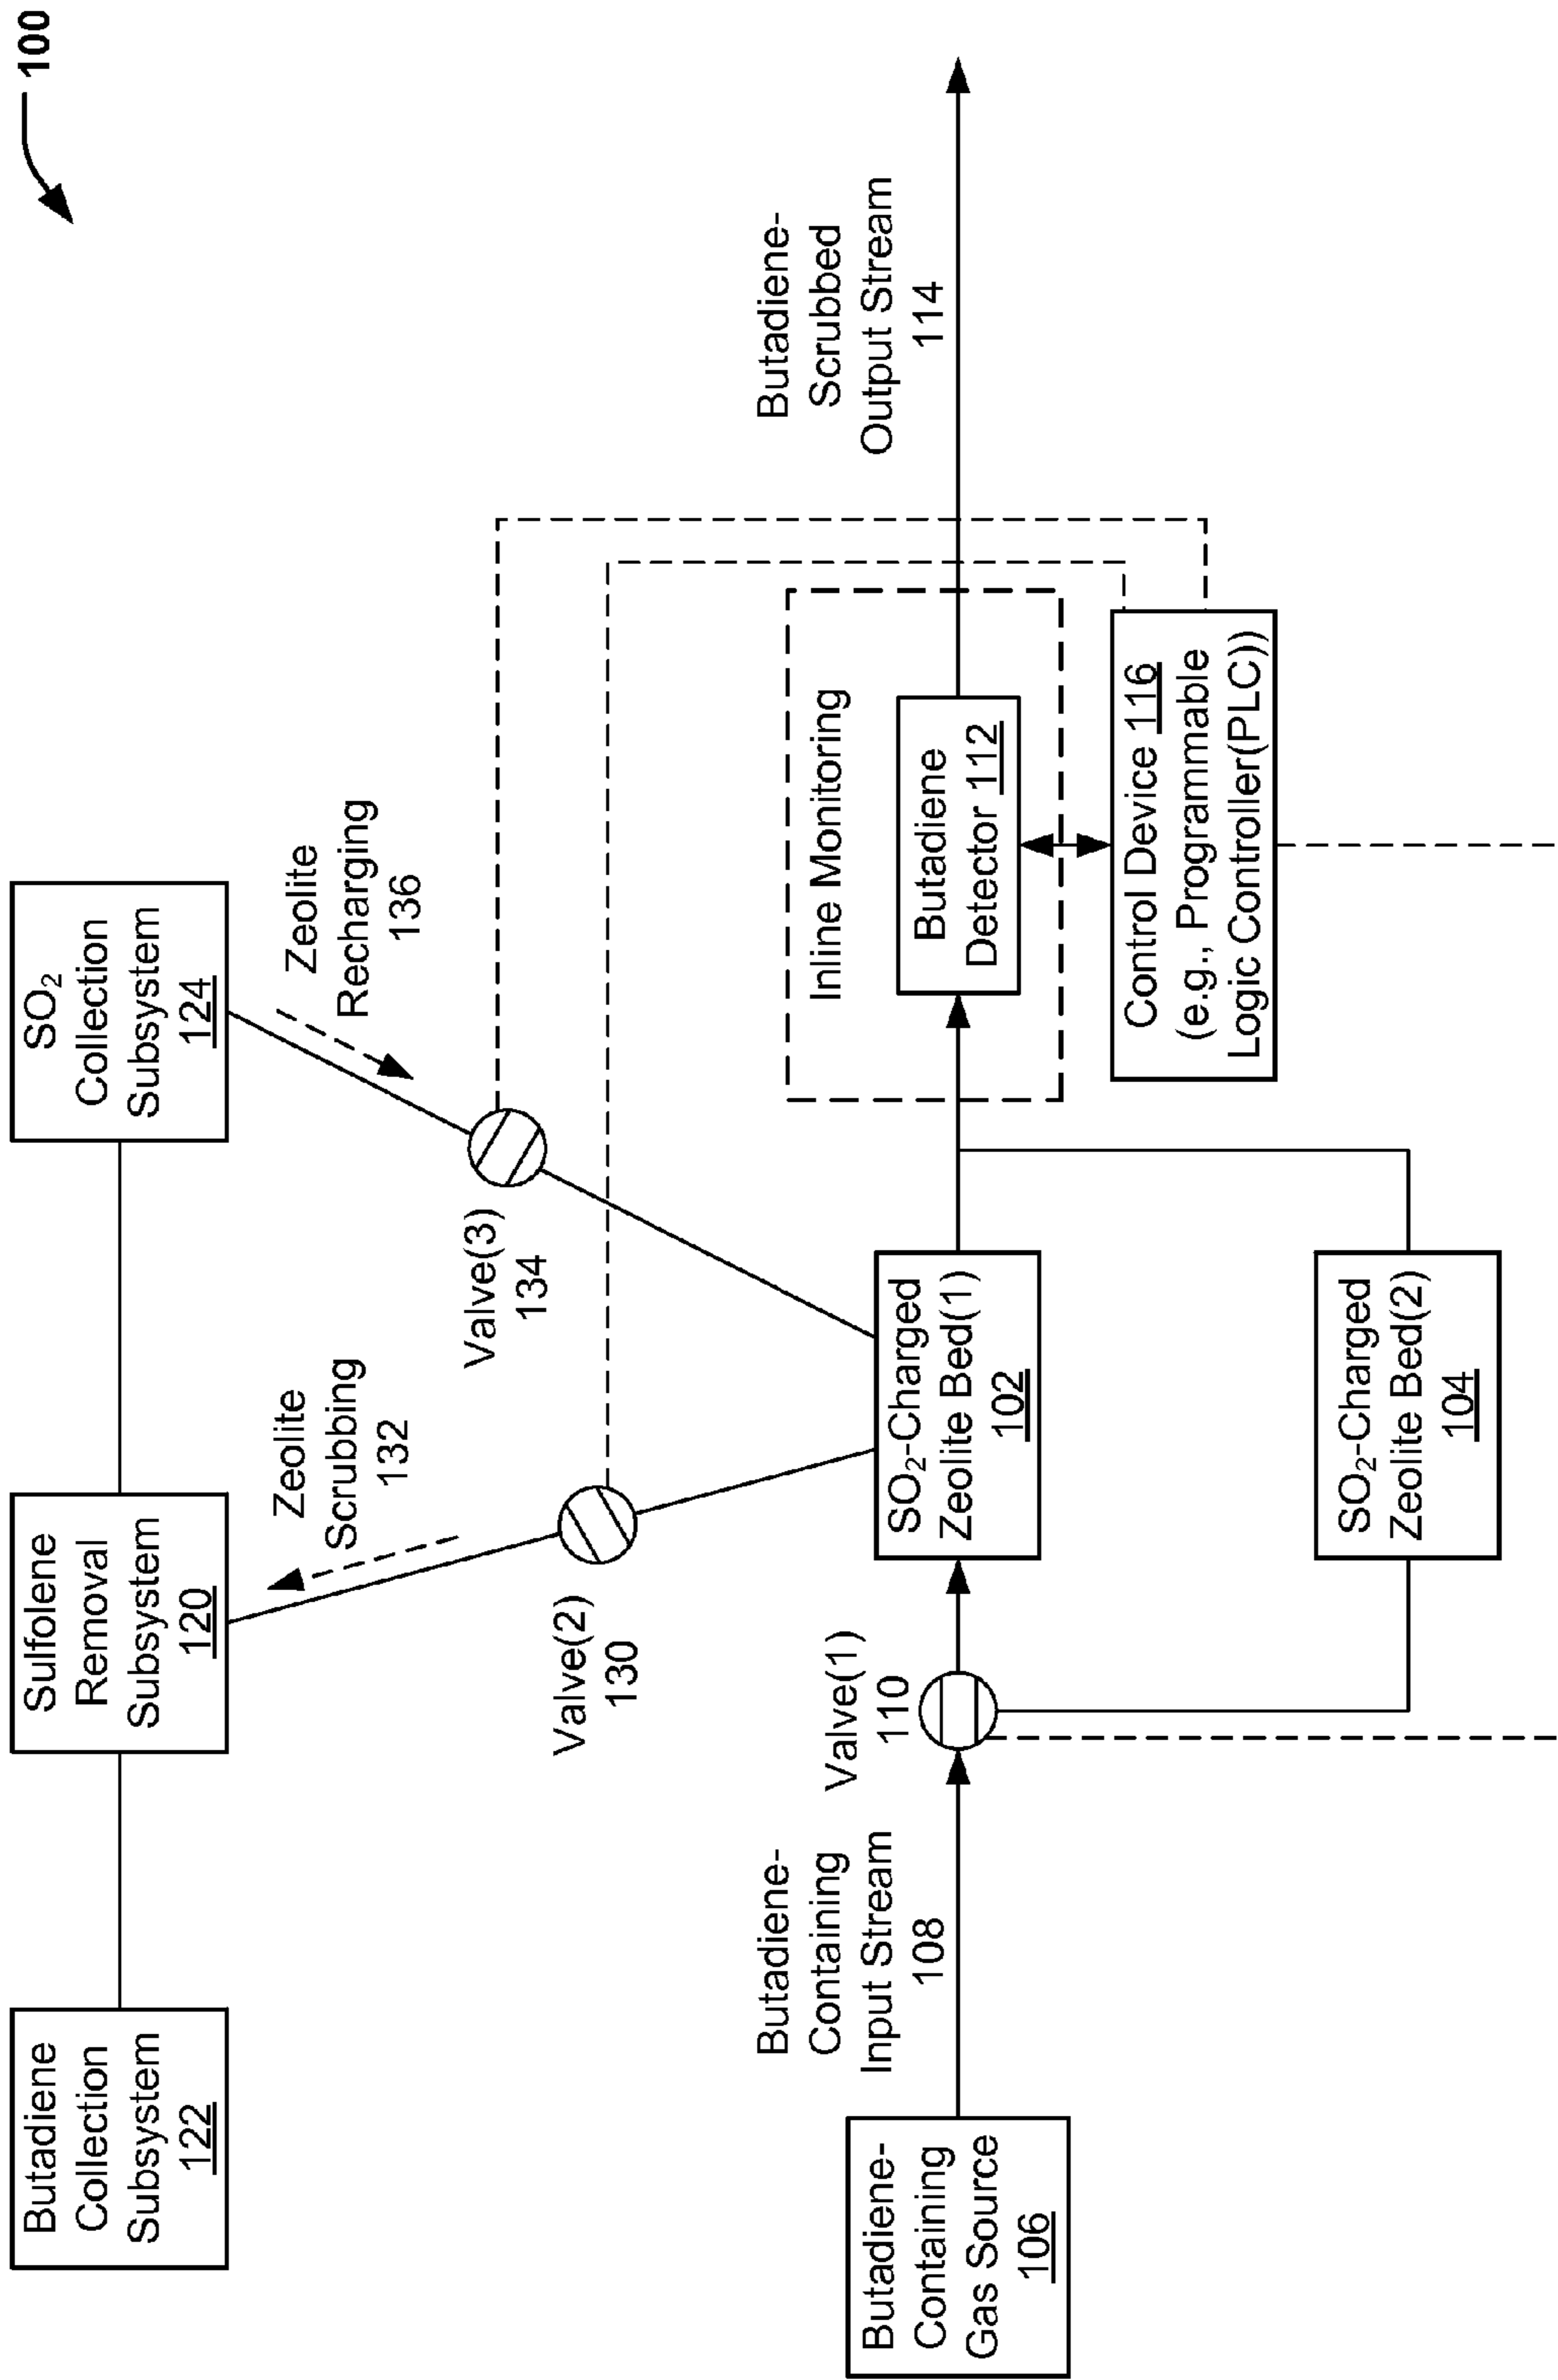 100
Butadiene
Collection
Subsystem
122
Sulfolene
Removal
Subsystem
120
SO₂
Collection
Subsystem
124
Zeolite
Scrubbing
132
Zeolite
Recharging
136
Valve(2)
130
Valve(3)
134
Butadiene-
Containing
Gas Source
106
Butadiene-
Containing
Input Stream
108
Valve(1)
110
SO₂-Charged
Zeolite Bed(1)
102
Inline Monitoring
Butadiene
Detector 112
Butadiene-
Scrubbed
Output Stream
114
Control Device 116
(e.g., Programmable
Logic Controller(PLC))
SO₂-Charged
Zeolite Bed(2)
104